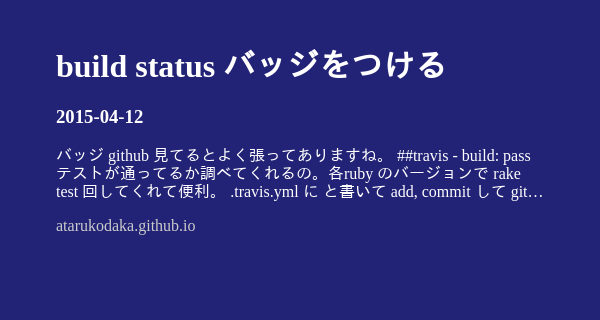 build status バッジをつける
2015-04-12
バッジ github 見てるとよく張ってありますね。 ##travis - build: pass
テストが通ってるか調べてくれるの。各ruby のバージョンで rake
test 回してくれて便利。 .travis.yml に と書いて add, commit して git…
atarukodaka.github.io